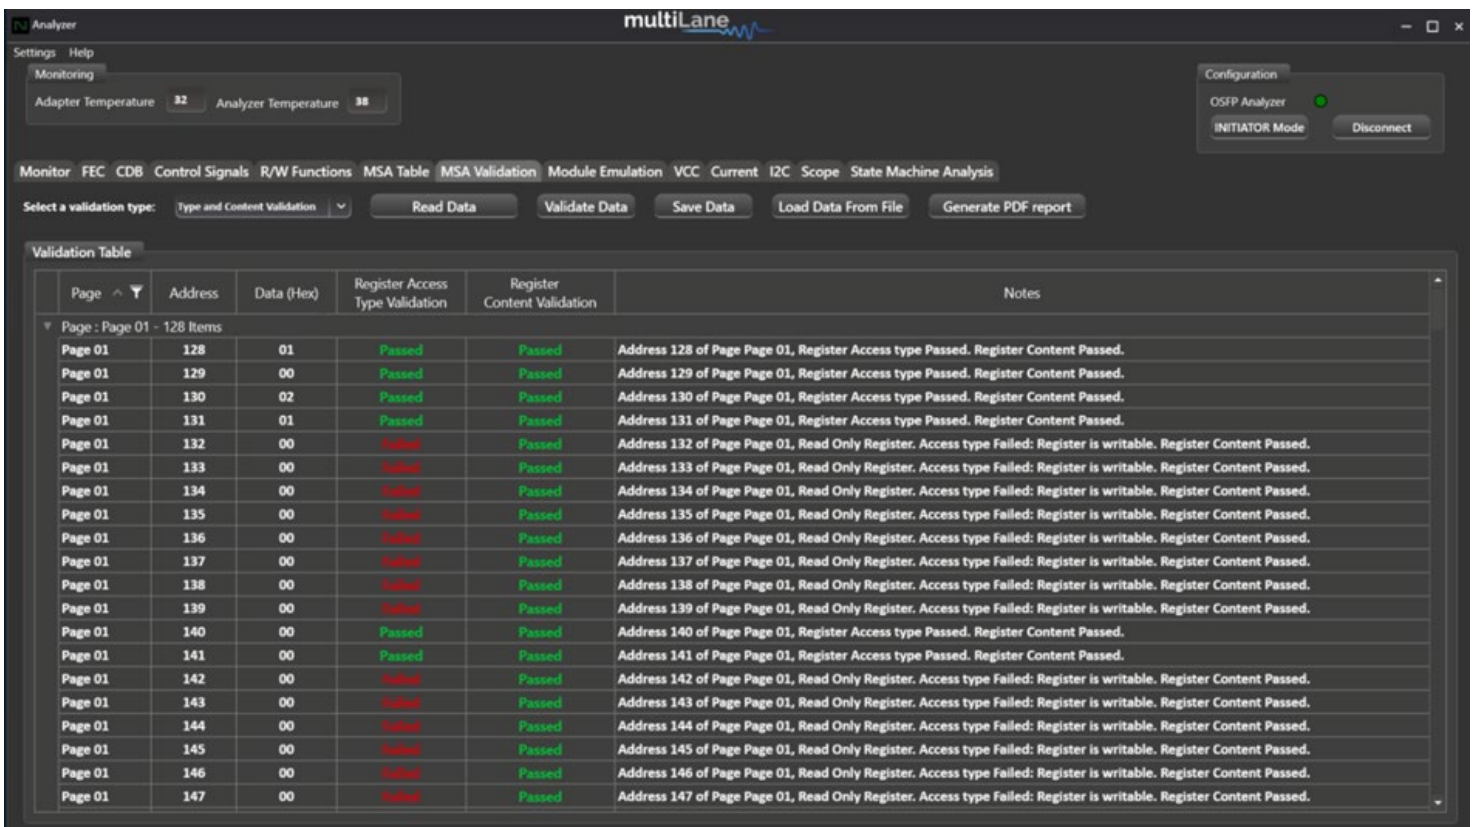 Analyzer
multiLane
Settings Help
Monitoring
Adapter Temperature 32 Analyzer Temperature 38
Configuration
OSFP Analyzer
INITIATOR Mode Disconnect
Monitor FEC CDB Control Signals R/W Functions MSA Table MSA Validation Module Emulation VCC Current I2C Scope State Machine Analysis
Select a validation type: Type and Content Validation Read Data Validate Data Save Data Load Data From File Generate PDF report
Validation Table
Page Address Data (Hex) Register Access Type Validation Register Content Validation Notes
Page : Page 01 - 128 Items
Page 01 128 01 Passed Passed Address 128 of Page Page 01, Register Access type Passed. Register Content Passed.
Page 01 129 00 Passed Passed Address 129 of Page Page 01, Register Access type Passed. Register Content Passed.
Page 01 130 02 Passed Passed Address 130 of Page Page 01, Register Access type Passed. Register Content Passed.
Page 01 131 01 Passed Passed Address 131 of Page Page 01, Register Access type Passed. Register Content Passed.
Page 01 132 00 Failed Passed Address 132 of Page Page 01, Read Only Register. Access type Failed: Register is writable. Register Content Passed.
Page 01 133 00 Failed Passed Address 133 of Page Page 01, Read Only Register. Access type Failed: Register is writable. Register Content Passed.
Page 01 134 00 Failed Passed Address 134 of Page Page 01, Read Only Register. Access type Failed: Register is writable. Register Content Passed.
Page 01 135 00 Failed Passed Address 135 of Page Page 01, Read Only Register. Access type Failed: Register is writable. Register Content Passed.
Page 01 136 00 Failed Passed Address 136 of Page Page 01, Read Only Register. Access type Failed: Register is writable. Register Content Passed.
Page 01 137 00 Failed Passed Address 137 of Page Page 01, Read Only Register. Access type Failed: Register is writable. Register Content Passed.
Page 01 138 00 Failed Passed Address 138 of Page Page 01, Read Only Register. Access type Failed: Register is writable. Register Content Passed.
Page 01 139 00 Failed Passed Address 139 of Page Page 01, Read Only Register. Access type Failed: Register is writable. Register Content Passed.
Page 01 140 00 Passed Passed Address 140 of Page Page 01, Register Access type Passed. Register Content Passed.
Page 01 141 00 Passed Passed Address 141 of Page Page 01, Register Access type Passed. Register Content Passed.
Page 01 142 00 Failed Passed Address 142 of Page Page 01, Read Only Register. Access type Failed: Register is writable. Register Content Passed.
Page 01 143 00 Failed Passed Address 143 of Page Page 01, Read Only Register. Access type Failed: Register is writable. Register Content Passed.
Page 01 144 00 Failed Passed Address 144 of Page Page 01, Read Only Register. Access type Failed: Register is writable. Register Content Passed.
Page 01 145 00 Failed Passed Address 145 of Page Page 01, Read Only Register. Access type Failed: Register is writable. Register Content Passed.
Page 01 146 00 Failed Passed Address 146 of Page Page 01, Read Only Register. Access type Failed: Register is writable. Register Content Passed.
Page 01 147 00 Failed Passed Address 147 of Page Page 01, Read Only Register. Access type Failed: Register is writable. Register Content Passed.